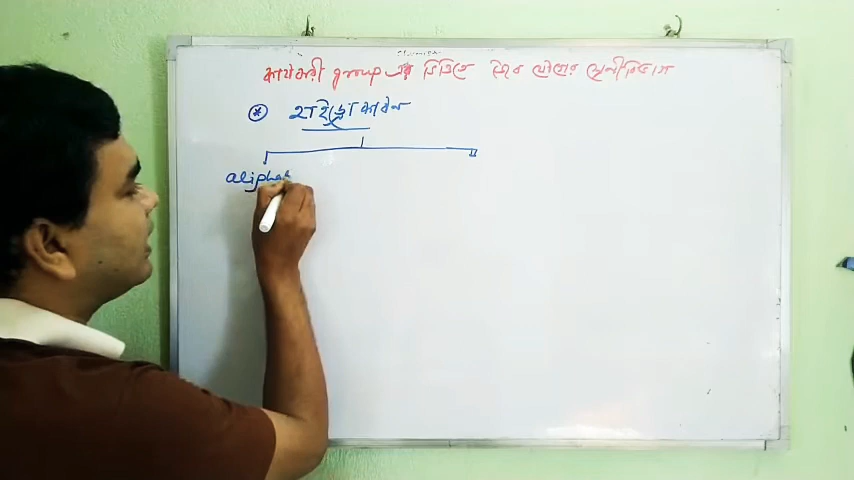 কার্যকরী group এর ভিত্তিতে জৈব যৌগের শ্রেণীবিভাগ
* হাইড্রোকার্বন
aliphat